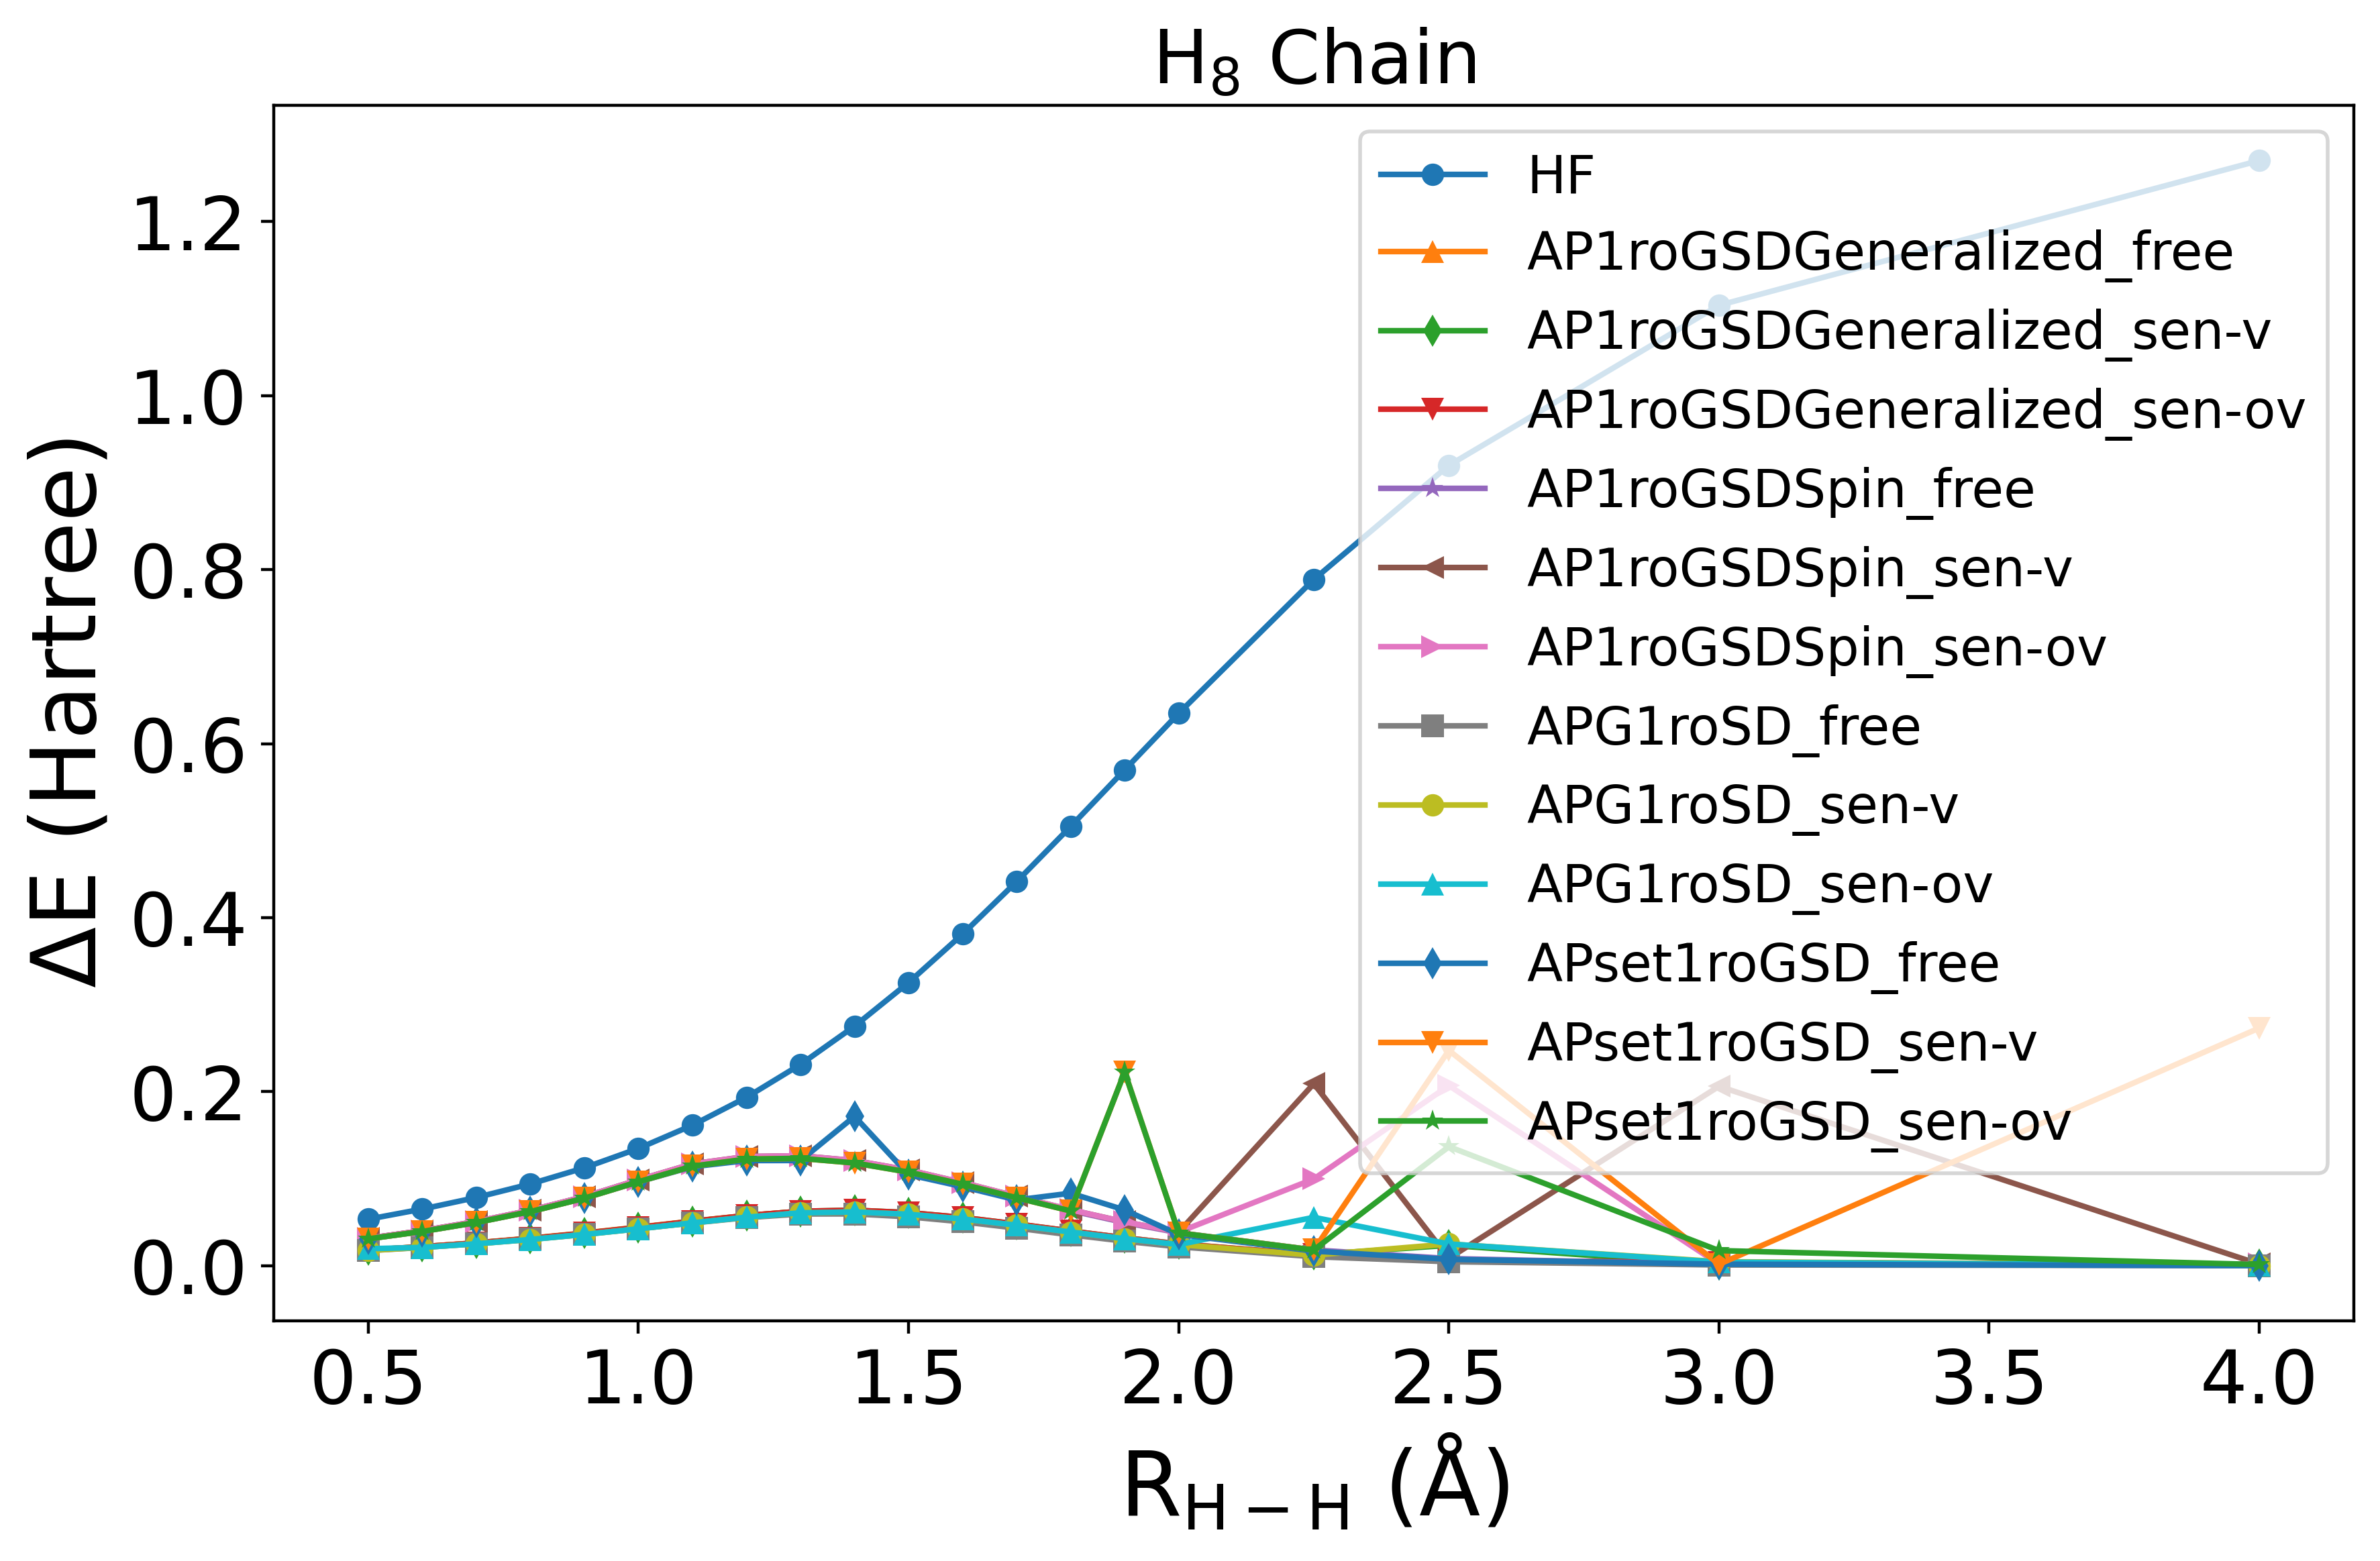 H₈ Chain
ΔE (Hartree)
1.2
1.0
0.8
0.6
0.4
0.2
0.0
HF
AP1roGSDGeneralized_free
AP1roGSDGeneralized_sen-v
AP1roGSDGeneralized_sen-ov
AP1roGSDSpin_free
AP1roGSDSpin_sen-v
AP1roGSDSpin_sen-ov
APG1roSD_free
APG1roSD_sen-v
APG1roSD_sen-ov
APset1roGSD_free
APset1roGSD_sen-v
APset1roGSD_sen-ov
0.5 1.0 1.5 2.0 2.5 3.0 3.5 4.0
R_H−H (Å)